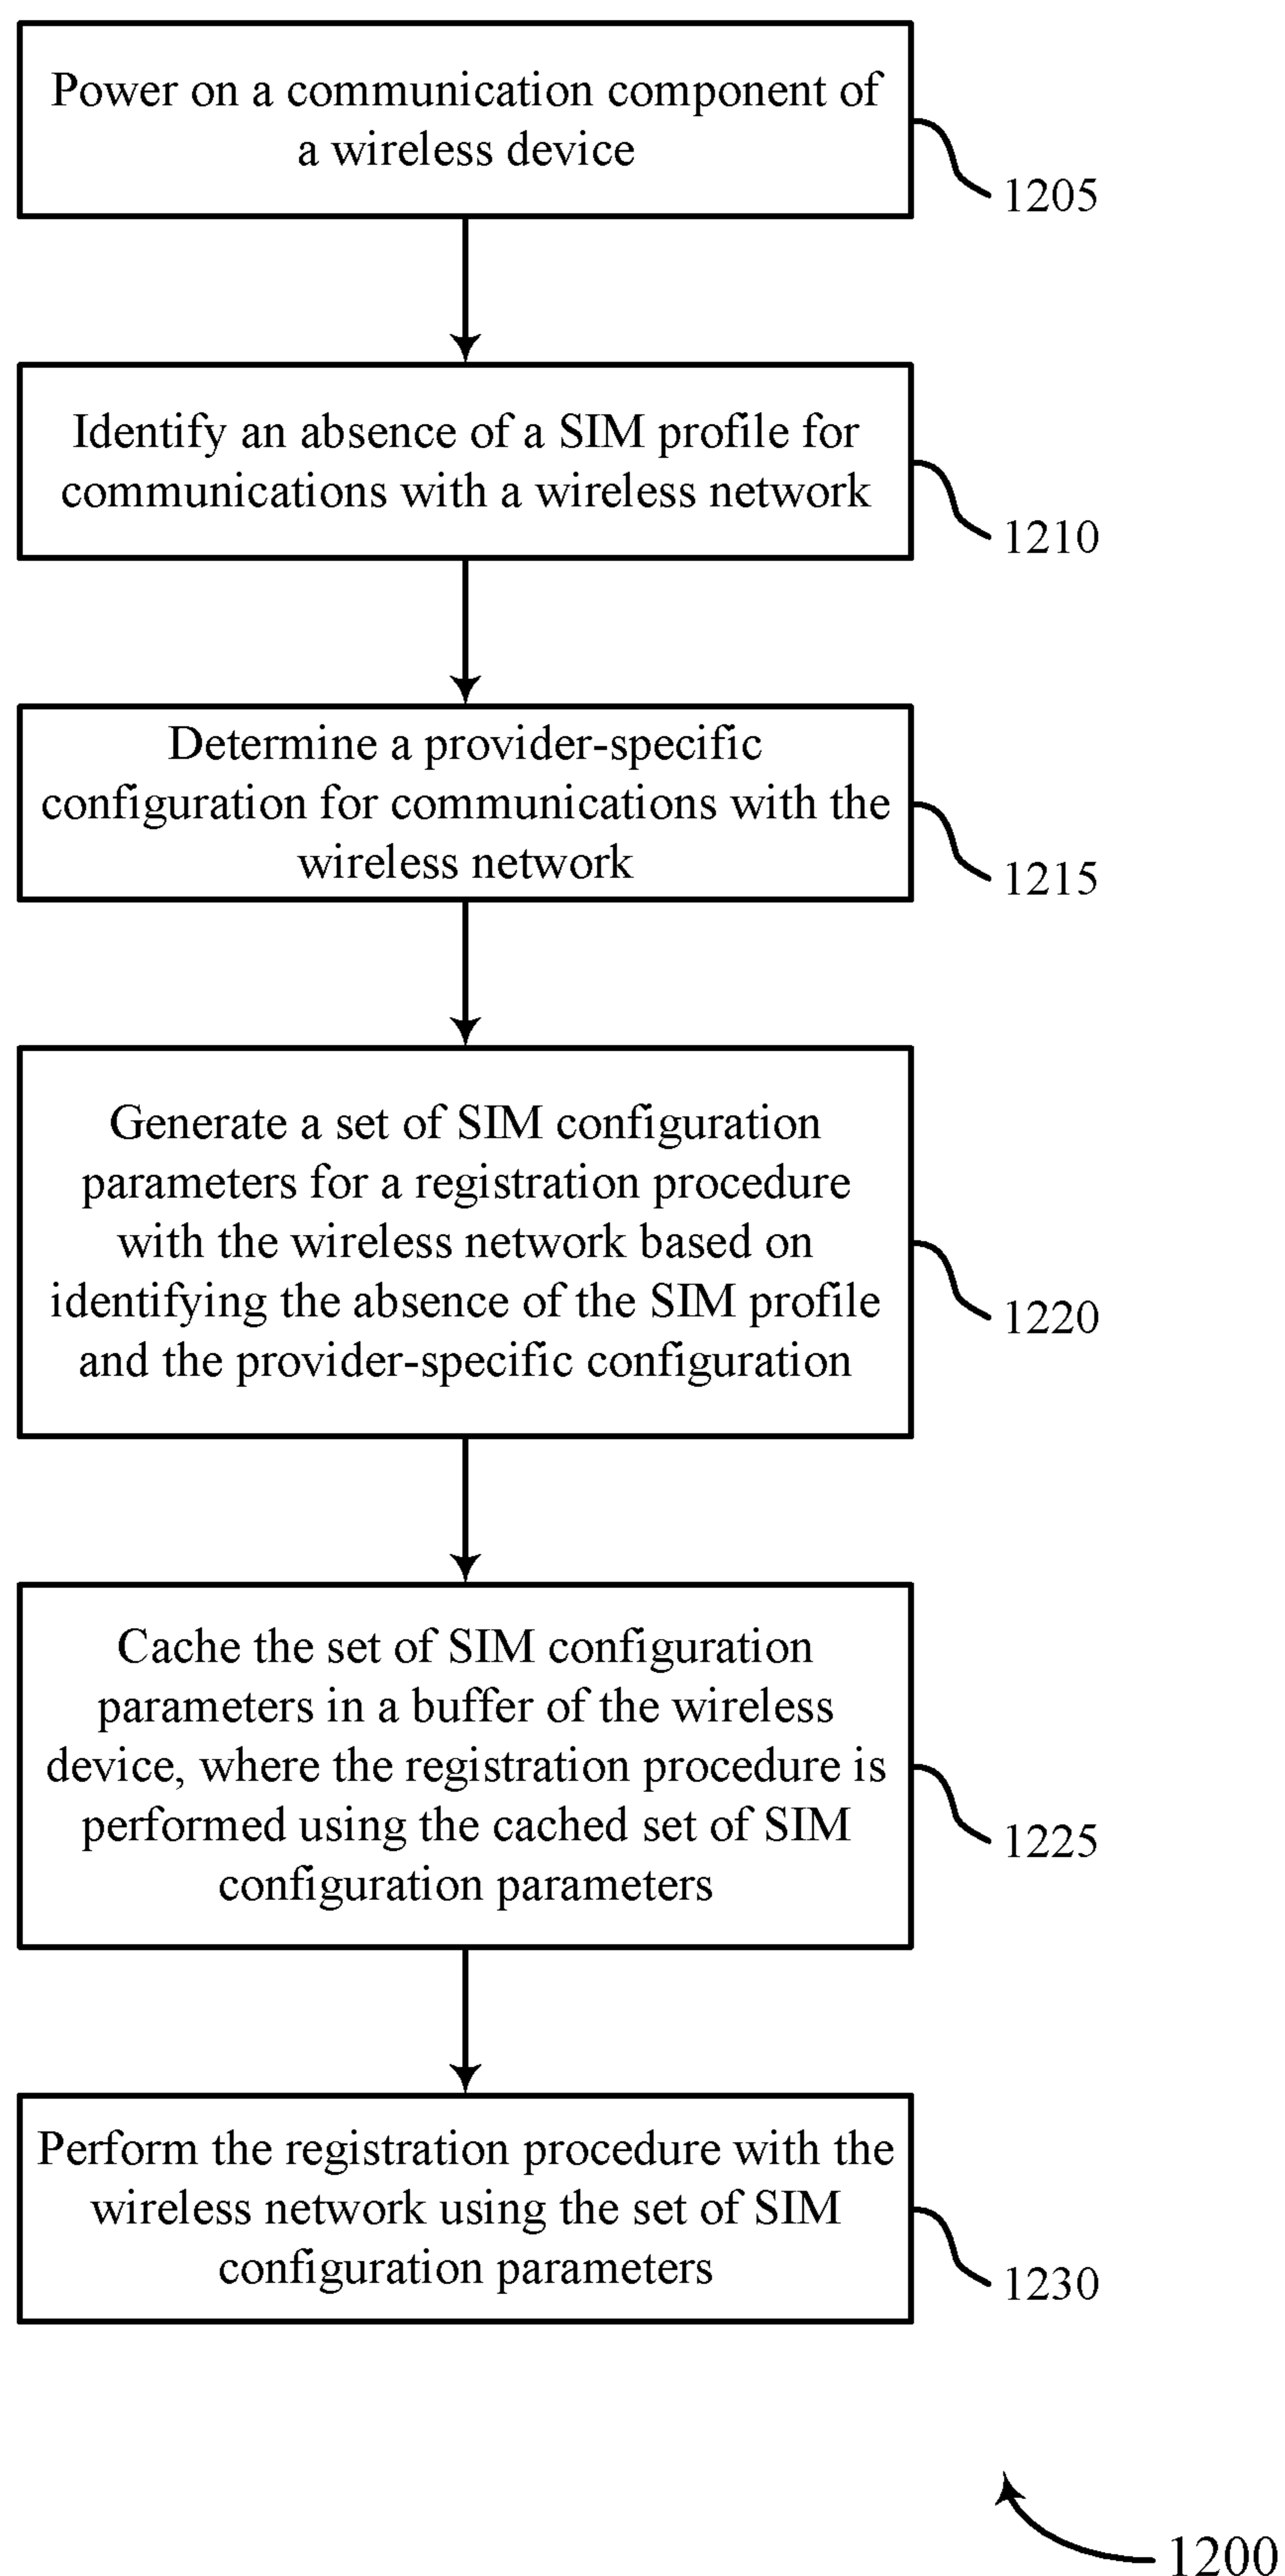 Power on a communication component of
a wireless device
1205
Identify an absence of a SIM profile for
communications with a wireless network
1210
Determine a provider-specific
configuration for communications with the
wireless network
1215
Generate a set of SIM configuration
parameters for a registration procedure
with the wireless network based on
identifying the absence of the SIM profile
and the provider-specific configuration
1220
Cache the set of SIM configuration
parameters in a buffer of the wireless
device, where the registration procedure is
performed using the cached set of SIM
configuration parameters
1225
Perform the registration procedure with the
wireless network using the set of SIM
configuration parameters
1230
1200